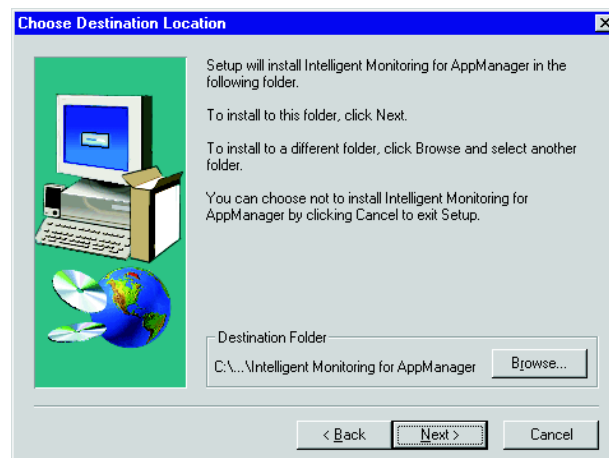 Choose Destination Location
Setup will install Intelligent Monitoring for AppManager in the
following folder.
To install to this folder, click Next.
To install to a different folder, click Browse and select another
folder.
You can choose not to install Intelligent Monitoring for
AppManager by clicking Cancel to exit Setup.
Destination Folder
C:\...\Intelligent Monitoring for AppManager
Browse...
< Back
Next >
Cancel